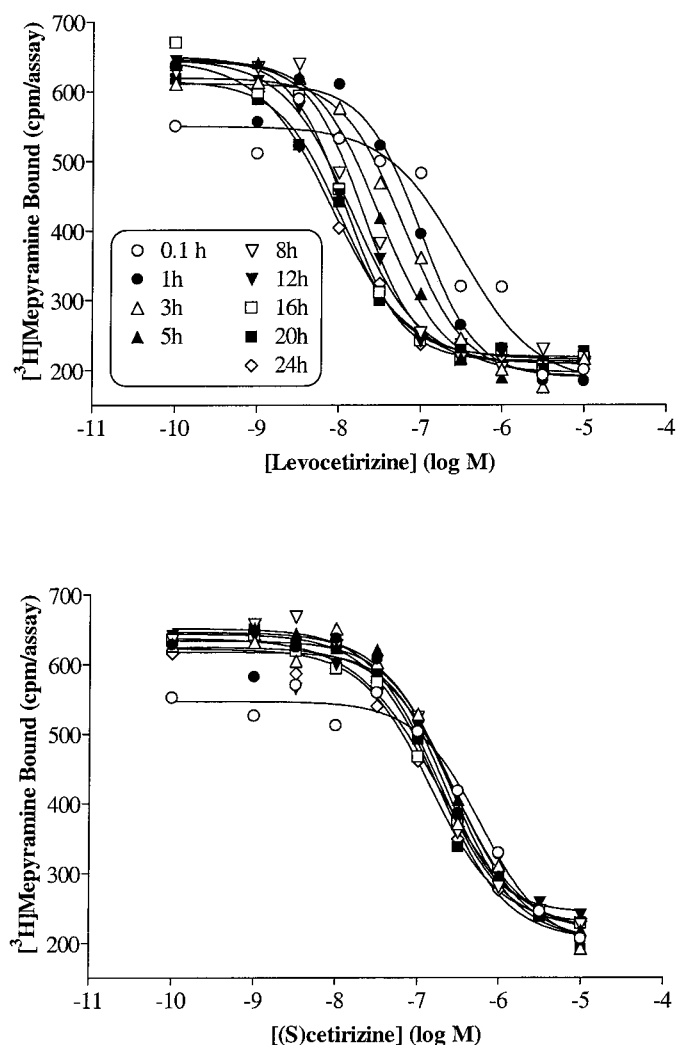 700
600
500
400
300
200
[³H]Mepyramine Bound (cpm/assay)
0.1 h
1h
3h
5h
8h
12h
16h
20h
24h
-11 -10 -9 -8 -7 -6 -5 -4
[Levocetirizine] (log M)
700
600
500
400
300
200
[³H]Mepyramine Bound (cpm/assay)
-11 -10 -9 -8 -7 -6 -5 -4
[(S)cetirizine] (log M)